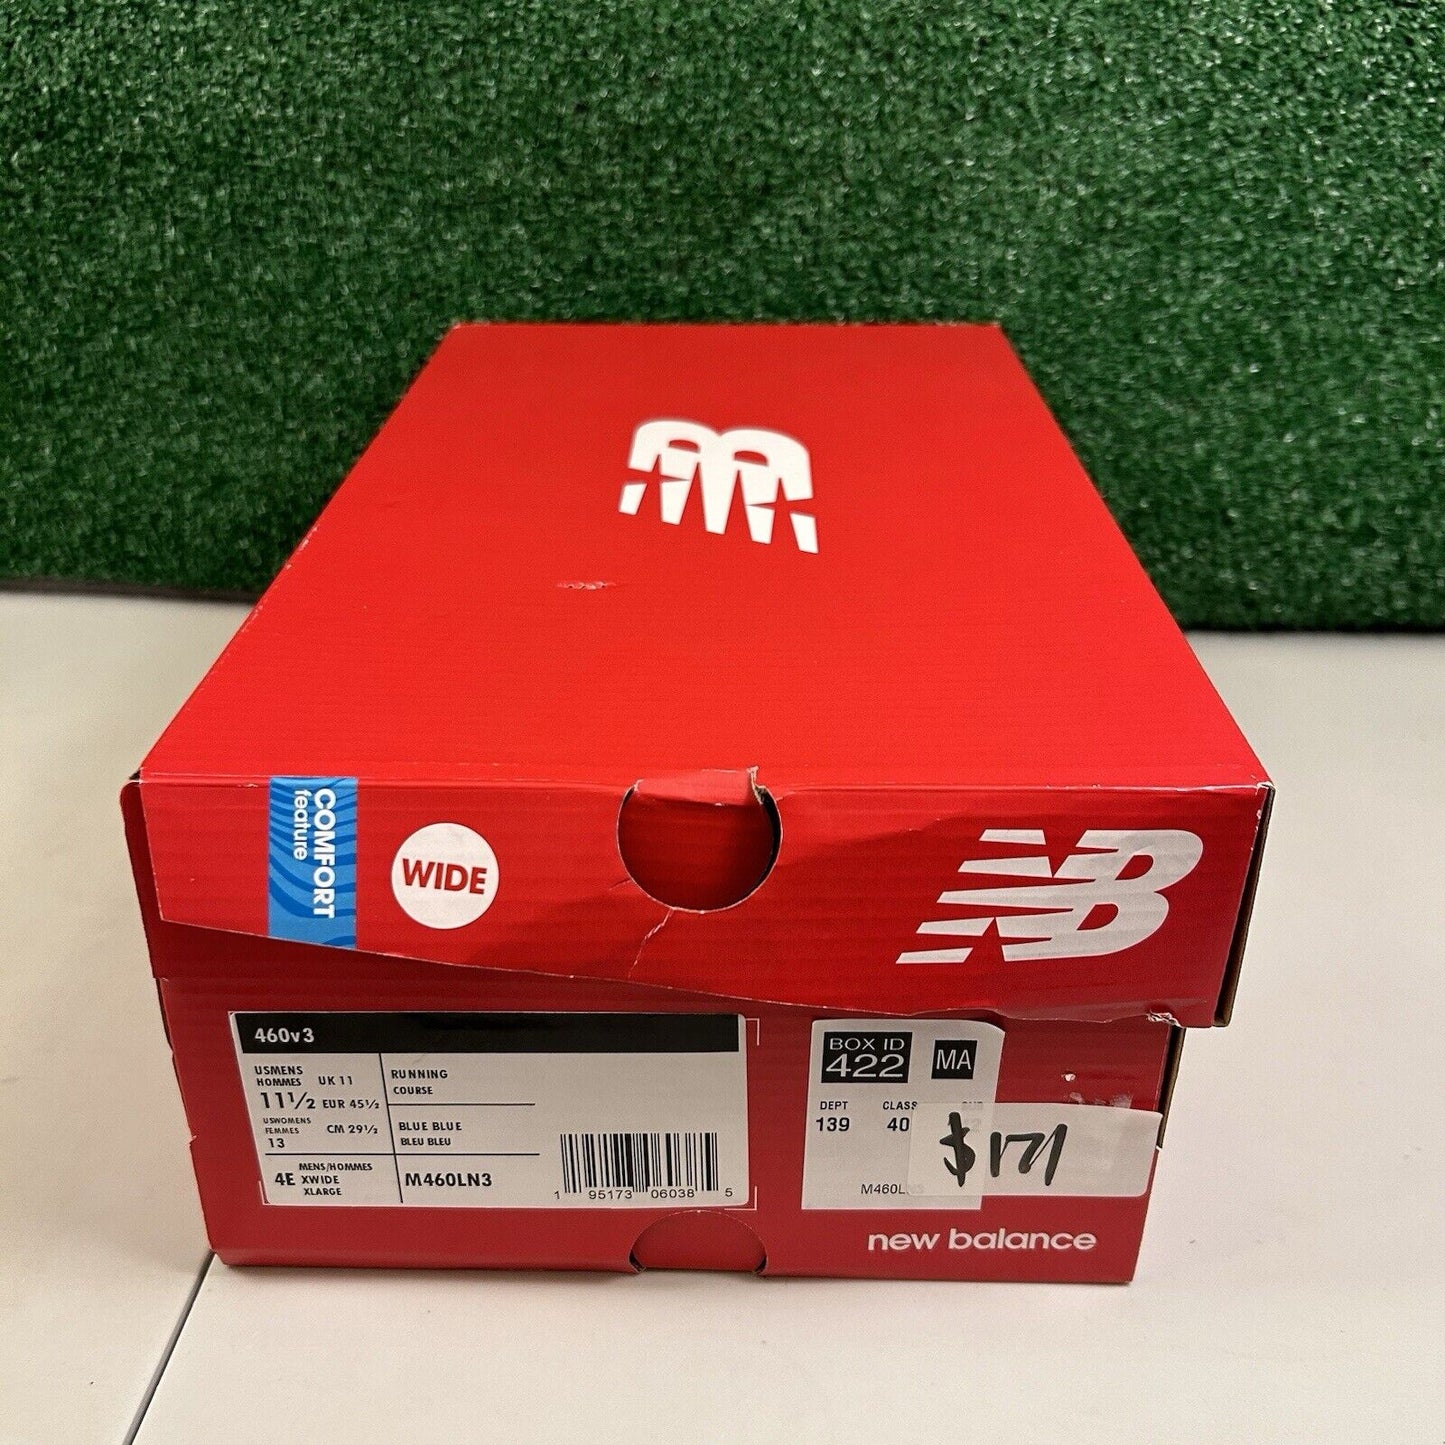 COMFORT
feature
WIDE
NB
460v3
USMENS
HOMMES
UK 11
11½
EUR 45½
USWOMENS
FEMMES
13
CM 29½
4E
MENS/HOMMES
XWIDE
XLARGE
RUNNING
COURSE
BLUE BLUE
BLEU BLEU
M460LN3
1 95173 06038 5
BOX ID
422
MA
DEPT
CLASS
139
40
M460LN3
new balance